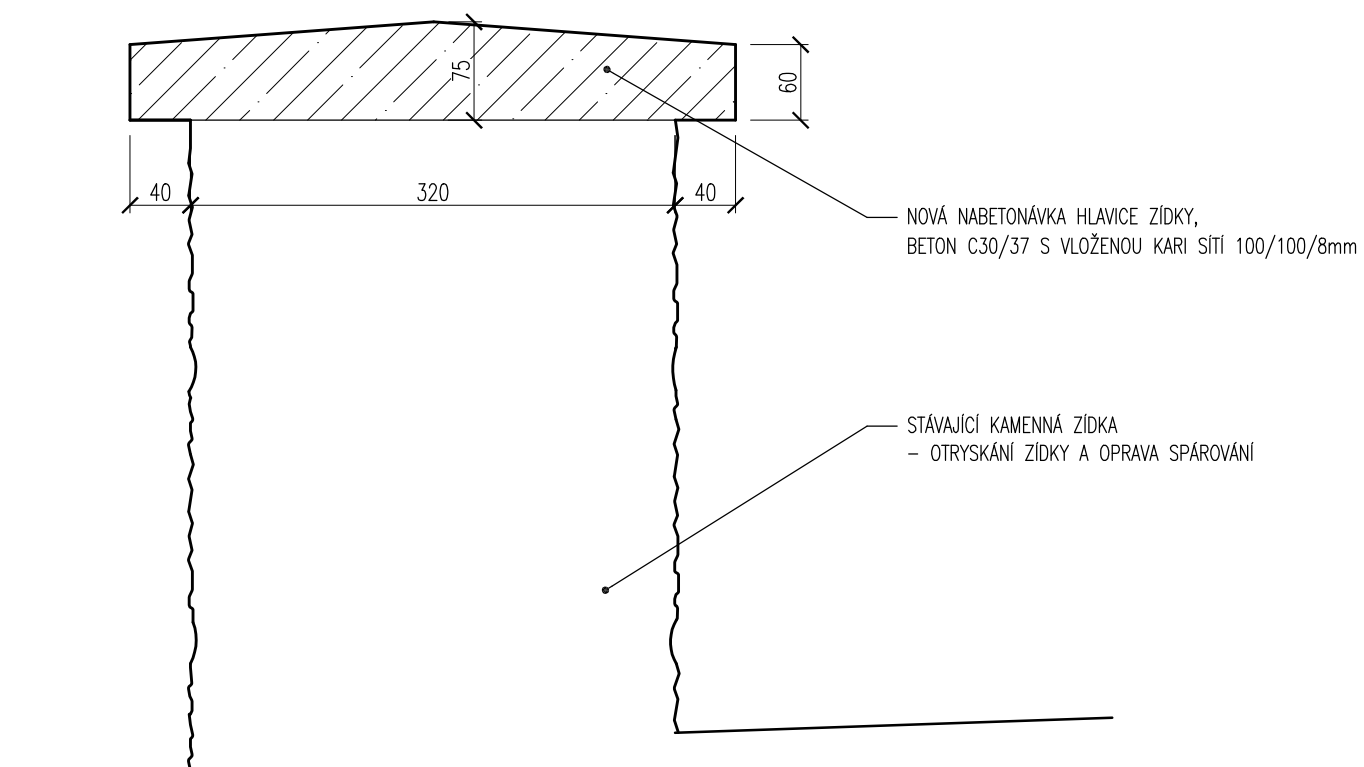 75
60
40
320
40
NOVÁ NABETONÁVKA HLAVICE ZÍDKY,
BETON C30/37 S VLOŽENOU KARI SÍTÍ 100/100/8mm
STÁVAJÍCÍ KAMENNÁ ZÍDKA
– OTRYSKÁNÍ ZÍDKY A OPRAVA SPÁROVÁNÍ